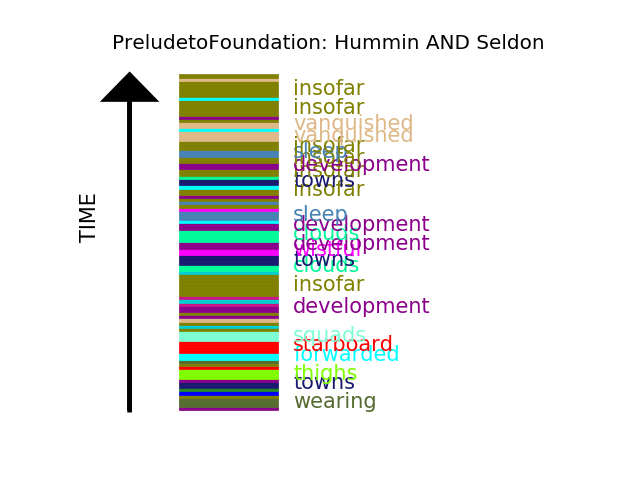 PreludetoFoundation: Hummin AND Seldon
insofar
insofar
vanquished
vanquished
insofar
sleep
insofar
development
insofar
towns
insofar
sleep
development
clouds
development
wistful
towns
clouds
insofar
development
squads
starboard
forwarded
thighs
towns
wearing
TIME